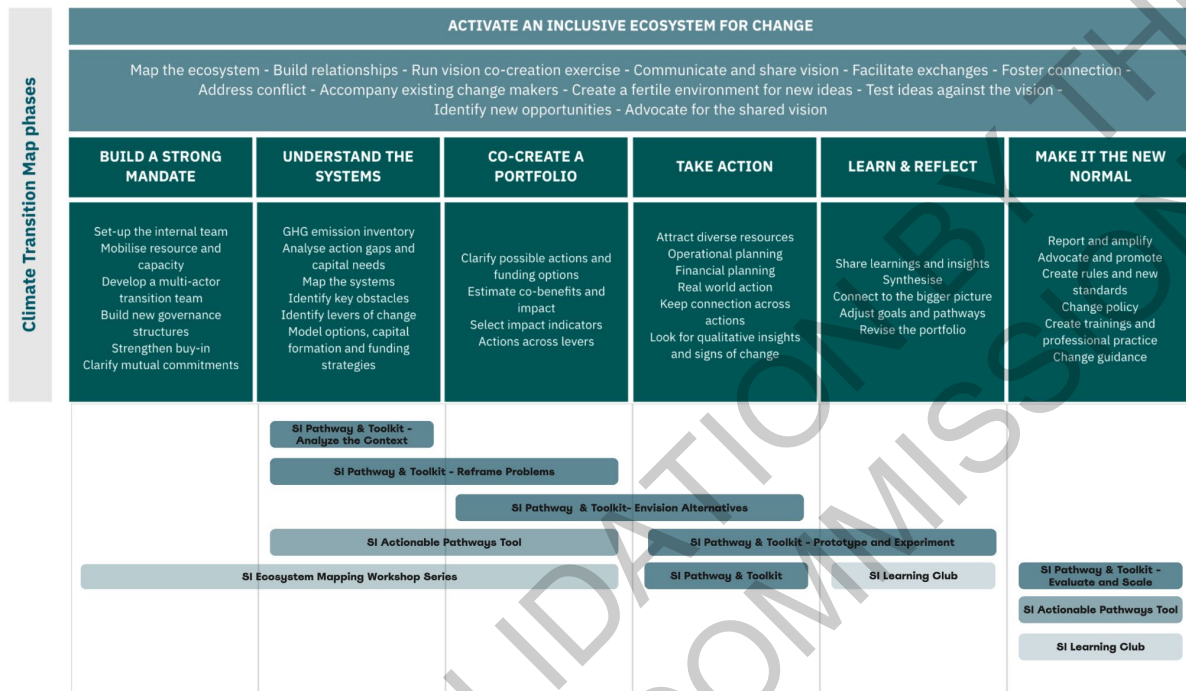 Climate Transition Map phases
ACTIVATE AN INCLUSIVE ECOSYSTEM FOR CHANGE
Map the ecosystem - Build relationships - Run vision co-creation exercise - Communicate and share vision - Facilitate exchanges - Foster connection -
Address conflict - Accompany existing change makers - Create a fertile environment for new ideas - Test ideas against the vision -
Identify new opportunities - Advocate for the shared vision
BUILD A STRONG
MANDATE
Set-up the internal team
Mobilise resource and
capacity
Develop a multi-actor
transition team
Build new governance
structures
Strengthen buy-in
Clarify mutual commitments
UNDERSTAND THE
SYSTEMS
GHG emission inventory
Analyse action gaps and
capital needs
Map the systems
Identify key obstacles
Identify levers of change
Model options, capital
formation and funding
strategies
CO-CREATE A
PORTFOLIO
Clarify possible actions and
funding options
Estimate co-benefits and
impact
Select impact indicators
Actions across levers
TAKE ACTION
Attract diverse resources
Operational planning
Financial planning
Real world action
Keep connection across
actions
Look for qualitative insights
and signs of change
LEARN & REFLECT
Share learnings and insights
Synthesise
Connect to the bigger picture
Adjust goals and pathways
Revise the portfolio
MAKE IT THE NEW
NORMAL
Report and amplify
Advocate and promote
Create rules and new
standards
Change policy
Create trainings and
professional practice
Change guidance
SI Pathway & Toolkit -
Analyze the Context
SI Pathway & Toolkit - Reframe Problems
SI Pathway & Toolkit- Envision Alternatives
SI Actionable Pathways Tool
SI Pathway & Toolkit - Prototype and Experiment
SI Ecosystem Mapping Workshop Series
SI Pathway & Toolkit
SI Learning Club
SI Pathway & Toolkit -
Evaluate and Scale
SI Actionable Pathways Tool
SI Learning Club